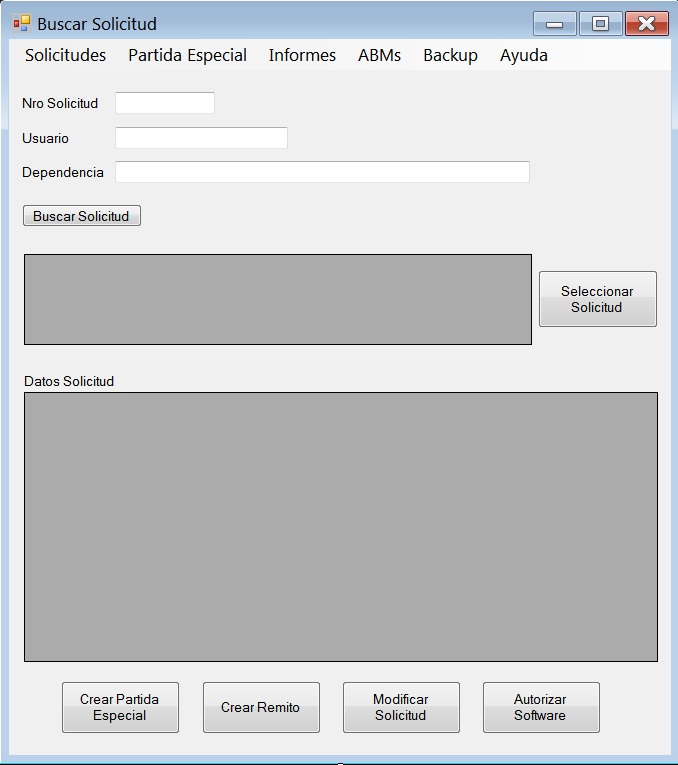 Buscar Solicitud
Solicitudes Partida Especial Informes ABMs Backup Ayuda
Nro Solicitud
Usuario
Dependencia
Buscar Solicitud
Seleccionar
Solicitud
Datos Solicitud
Crear Partida
Especial
Crear Remito
Modificar
Solicitud
Autorizar
Software